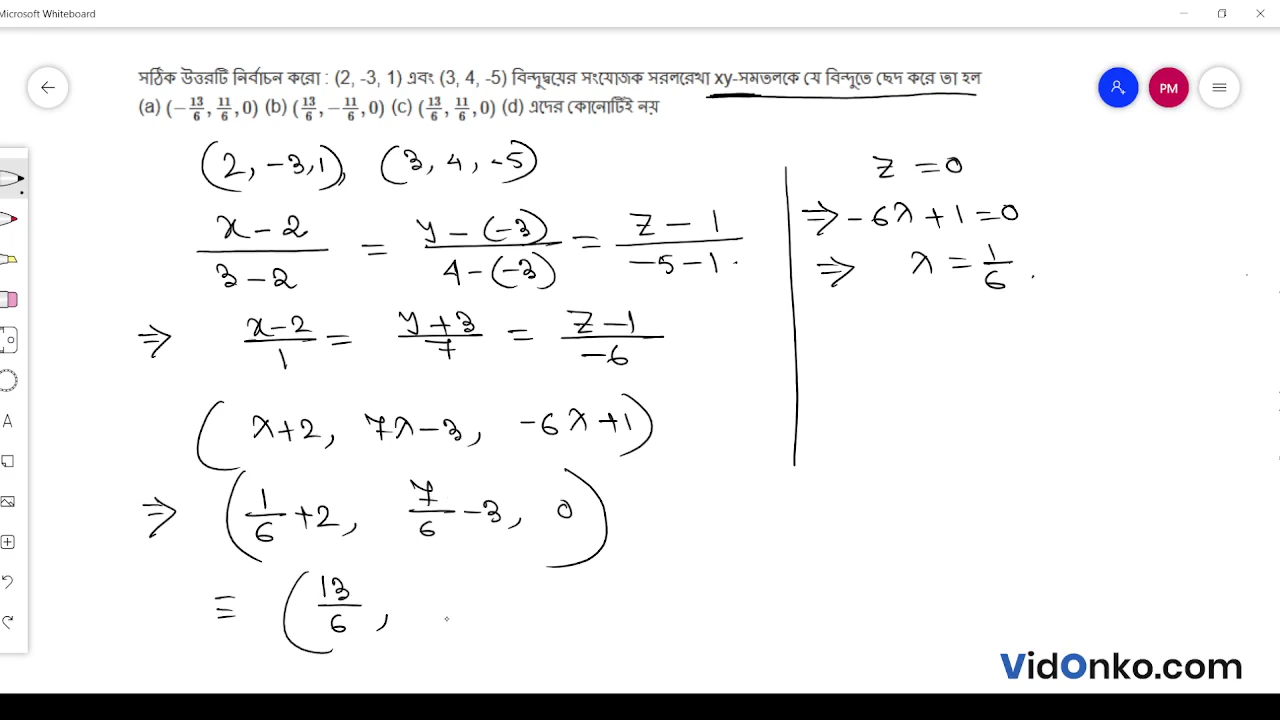 Microsoft Whiteboard
সঠিক উত্তরটি নির্বাচন করো : (2, -3, 1) এবং (3, 4, -5) বিন্দুদ্বয়ের সংযোজক সরলরেখা xy-সমতলকে যে বিন্দুতে ছেদ করে তা হল
(a) (−13/6, 11/6, 0) (b) (13/6, −11/6, 0) (c) (13/6, 11/6, 0) (d) এদের কোনোটিই নয়
PM
(2, -3, 1), (3, 4, -5)
(x-2)/(3-2) = (y-(-3))/(4-(-3)) = (z-1)/(-5-1).
⇒ (x-2)/1 = (y+3)/7 = (z-1)/-6
(λ+2, 7λ-3, -6λ+1)
⇒ (1/6+2, 7/6-3, 0)
≡ (13/6,
z = 0
⇒ -6λ+1=0
⇒ λ = 1/6.
A
VidOnko.com